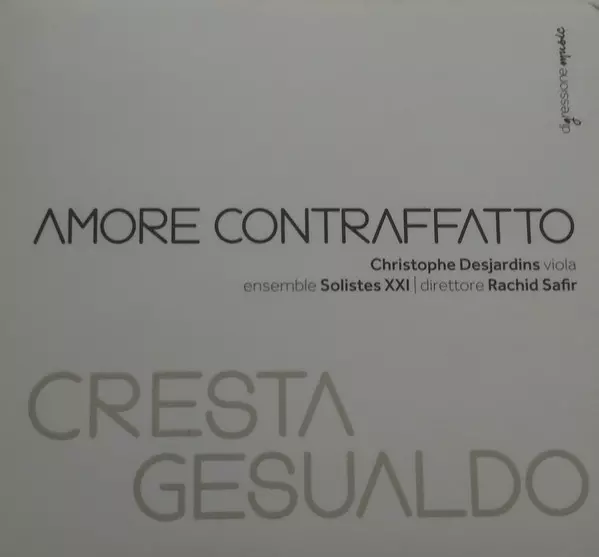 digressione music
AMORE CONTRAFFATTO
Christophe Desjardins viola
ensemble Solistes XXI | direttore Rachid Safir
CRESTA
GESUALDO